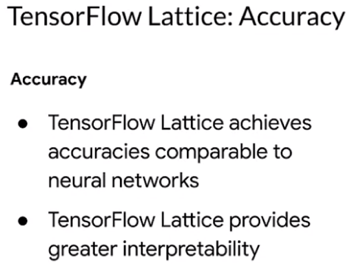 TensorFlow Lattice: Accuracy
Accuracy
● TensorFlow Lattice achieves
accuracies comparable to
neural networks
● TensorFlow Lattice provides
greater interpretability